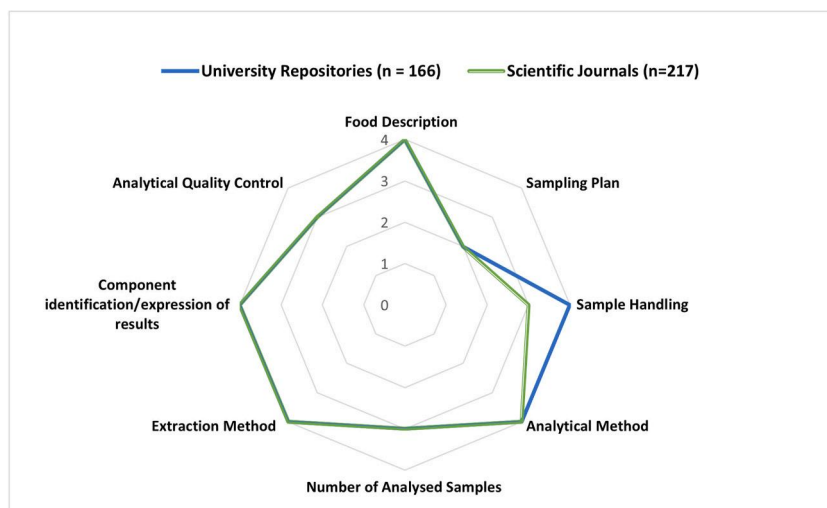 University Repositories (n = 166) Scientific Journals (n=217)
Food Description
4
Analytical Quality Control 3 Sampling Plan
2
1
Component
identification/expression of 0 Sample Handling
results
Extraction Method Analytical Method
Number of Analysed Samples